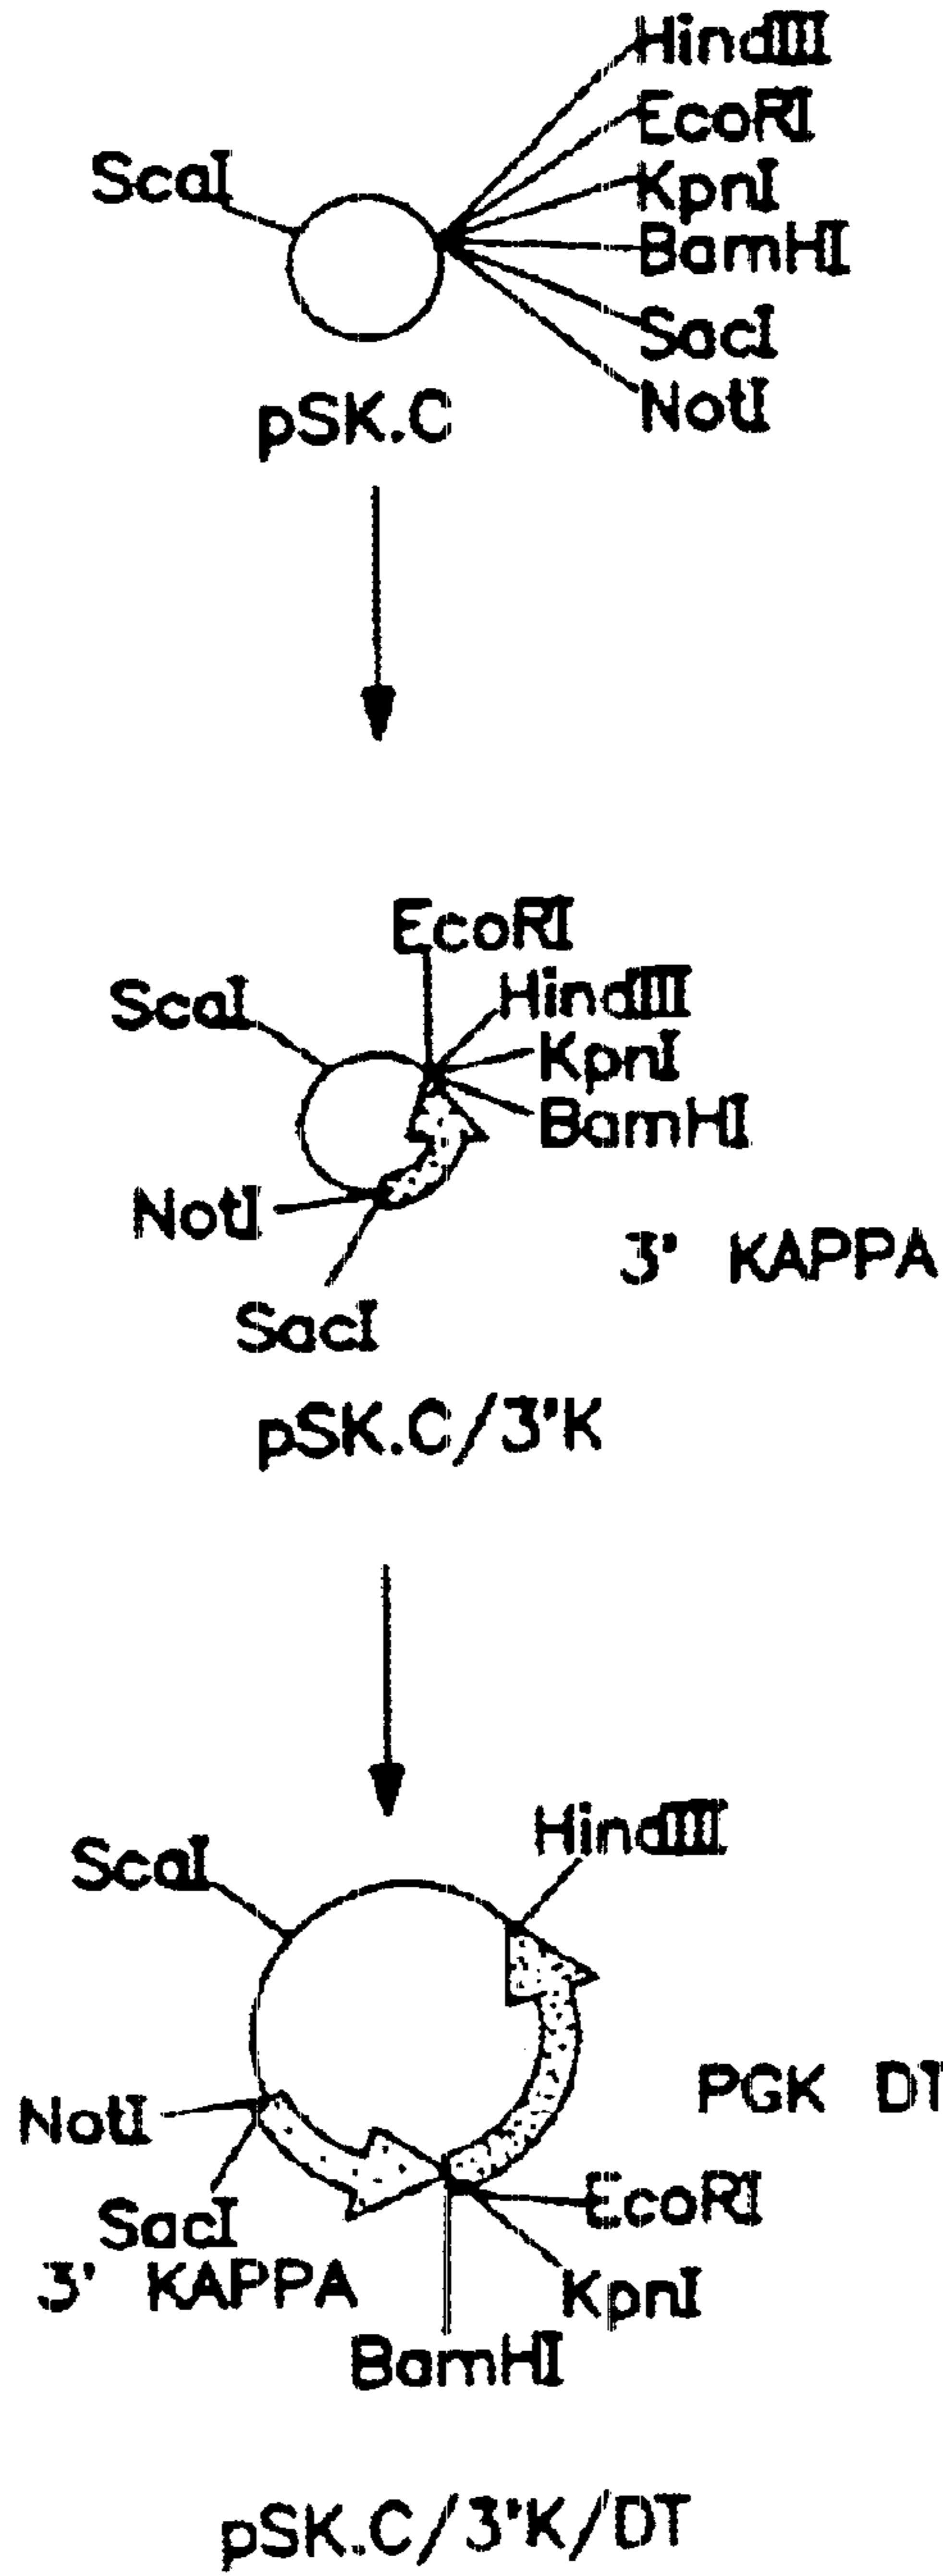 HindIII
EcoRI
ScaI
KpnI
BamHI
SacI
NotI
pSK.C
EcoRI
ScaI
HindIII
KpnI
BamHI
NotI
3' KAPPA
SacI
pSK.C/3'K
HindIII
ScaI
PGK DT
NotI
EcoRI
SacI
3' KAPPA
KpnI
BamHI
pSK.C/3'K/DT